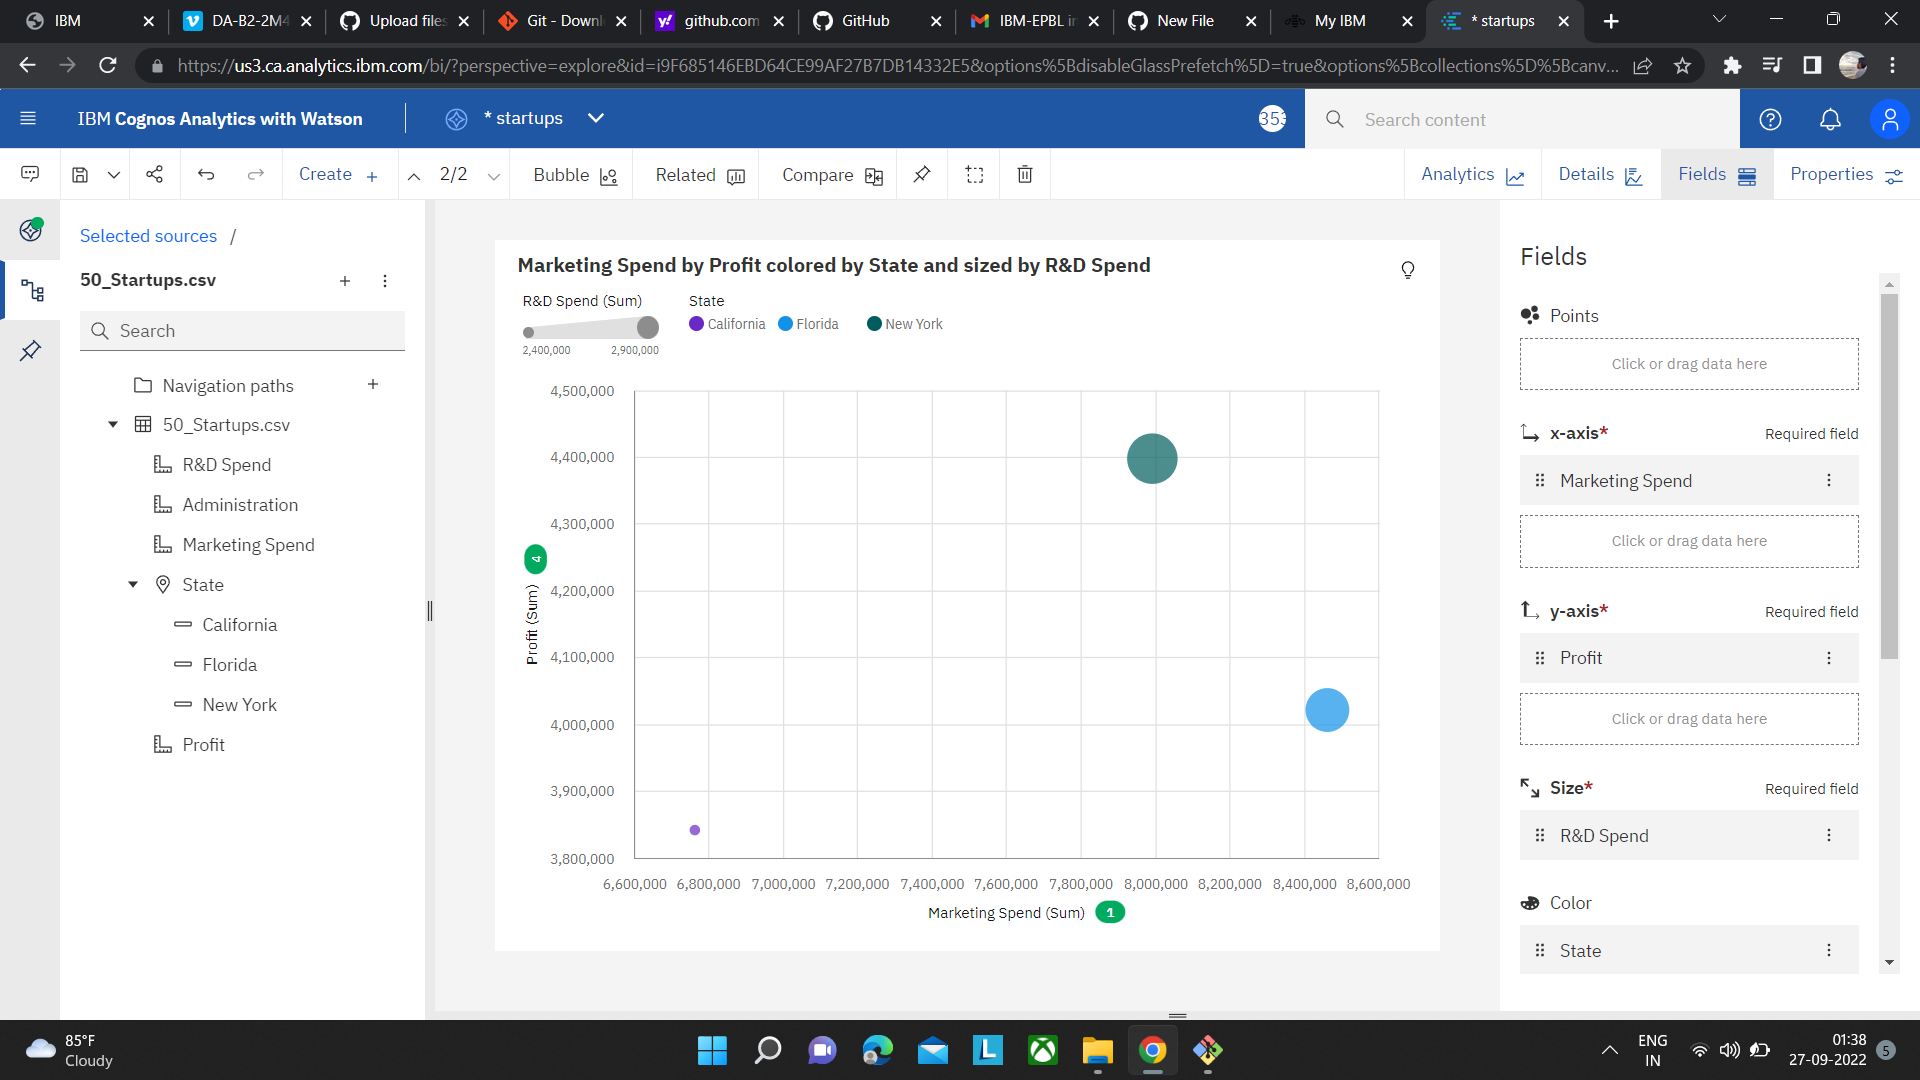 IBM
DA-B2-2M4
Upload files
Git - Downl
github.com
GitHub
IBM-EPBL in
New File
My IBM
* startups
https://us3.ca.analytics.ibm.com/bi/?perspective=explore&id=i9F685146EBD64CE99AF27B7DB14332E5&options%5BdisableGlassPrefetch%5D=true&options%5Bcollections%5D%5Bcanv...
IBM Cognos Analytics with Watson
* startups
353
Search content
Create
2/2
Bubble
Related
Compare
Analytics
Details
Fields
Properties
Selected sources /
50_Startups.csv
Search
Navigation paths
50_Startups.csv
R&D Spend
Administration
Marketing Spend
State
California
Florida
New York
Profit
Marketing Spend by Profit colored by State and sized by R&D Spend
R&D Spend (Sum)
2,400,000 2,900,000
State
California Florida New York
4,500,000
4,400,000
4,300,000
4,200,000
4,100,000
4,000,000
3,900,000
3,800,000
Profit (Sum) 4
6,600,000 6,800,000 7,000,000 7,200,000 7,400,000 7,600,000 7,800,000 8,000,000 8,200,000 8,400,000 8,600,000
Marketing Spend (Sum) 1
Fields
Points
Click or drag data here
x-axis* Required field
Marketing Spend
Click or drag data here
y-axis* Required field
Profit
Click or drag data here
Size* Required field
R&D Spend
Color
State
85°F
Cloudy
ENG
IN
01:38
27-09-2022
5